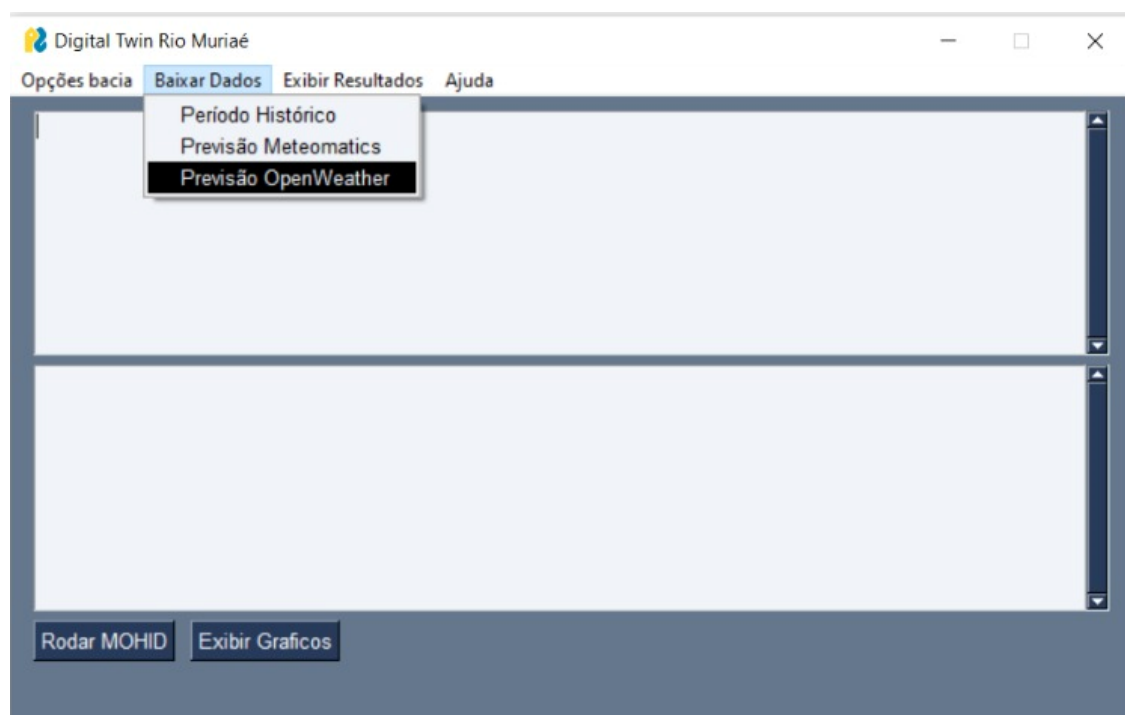 Digital Twin Rio Muriaé
Opções bacia Baixar Dados Exibir Resultados Ajuda
Período Histórico
Previsão Meteomatics
Previsão OpenWeather
Rodar MOHID Exibir Graficos